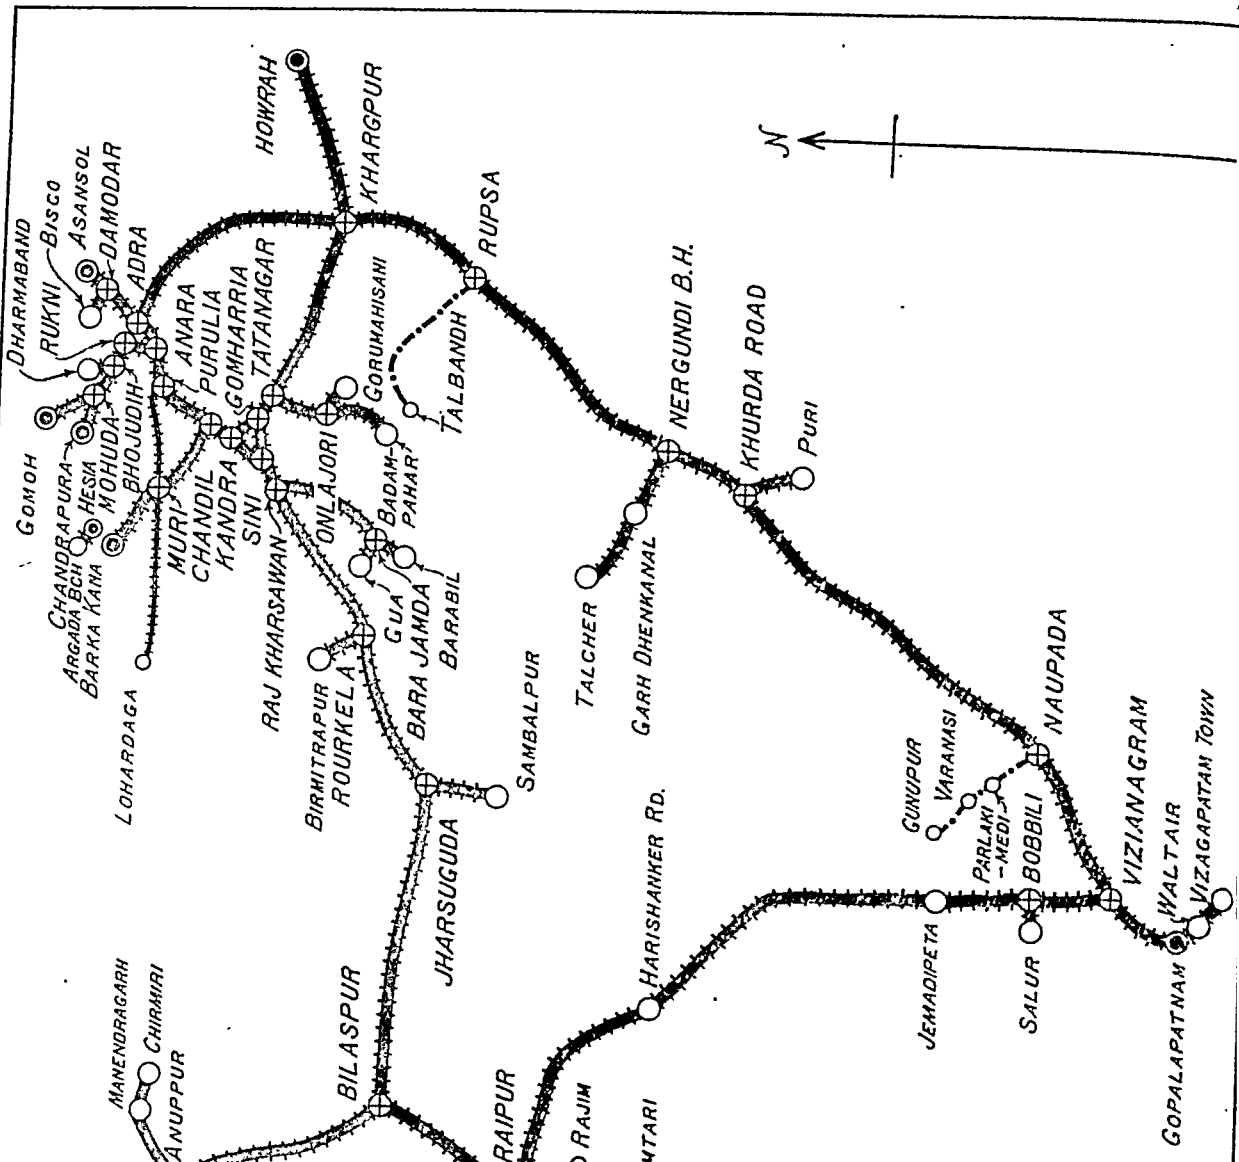 N
HOWRAH
KHARGPUR
RUPSA
NERGUNDI B.H.
KHURDA ROAD
PURI
DHARMABAND
RUKNI
BISCO
ASANSOL
DAMODAR
ADRA
ANARA
PURULIA
GOMHARRIA
TATANAGAR
GORUMAHISANI
TALBANDH
GOMOH
CHANDRAPURA
ARGADA BCH
BARKA KANA
HESIA
MOHUDA
BHOJUDIH
MURI
CHANDIL
KANDRA
SINI
ONLAJORI
BADAM-
PAHAR
LOHARDAGA
RAJ KHARSAWAN
GUA
BARA JAMDA
BARABIL
BIRMITRAPUR
ROURKELA
SAMBALPUR
TALCHER
GARH DHENKANAL
JHARSUGUDA
HARISHANKER RD.
GUNUPUR
VARANASI
PARLAKI
-MEDI
BOBBILI
NAUPADA
VIZIANAGRAM
WALTAIR
VIZAGAPATAM TOWN
JEMADIPETA
SALUR
GOPALAPATNAM
MANENDRAGARH
CHIRMIRI
ANUPPUR
BILASPUR
RAIPUR
RAJIM
MTARI